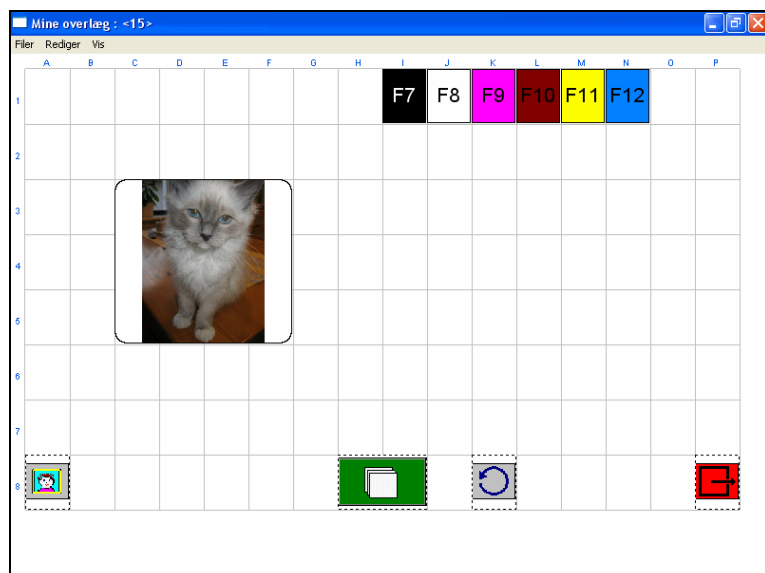 Mine overlæg : <15>
Filer Rediger Vis
A B C D E F G H I J K L M N O P
1 F7 F8 F9 F10 F11 F12
2
3
4
5
6
7
8